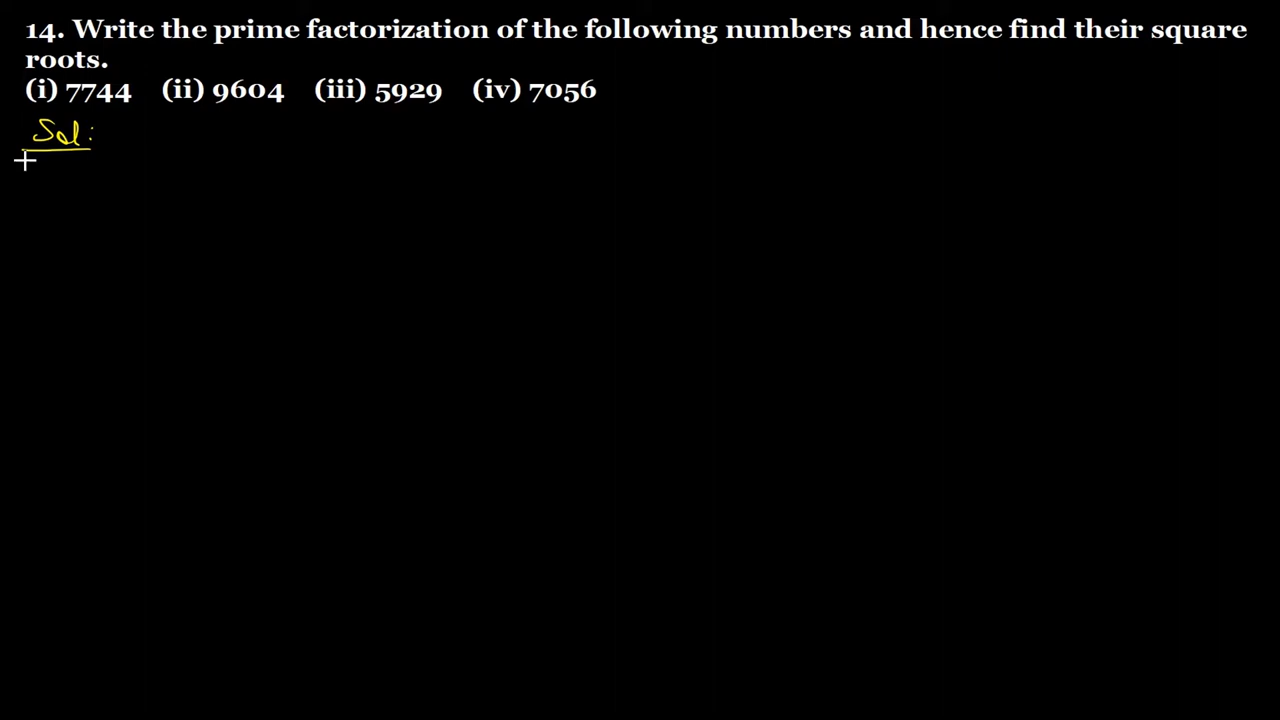 14. Write the prime factorization of the following numbers and hence find their square
roots.
(i) 7744 (ii) 9604 (iii) 5929 (iv) 7056
Sol: